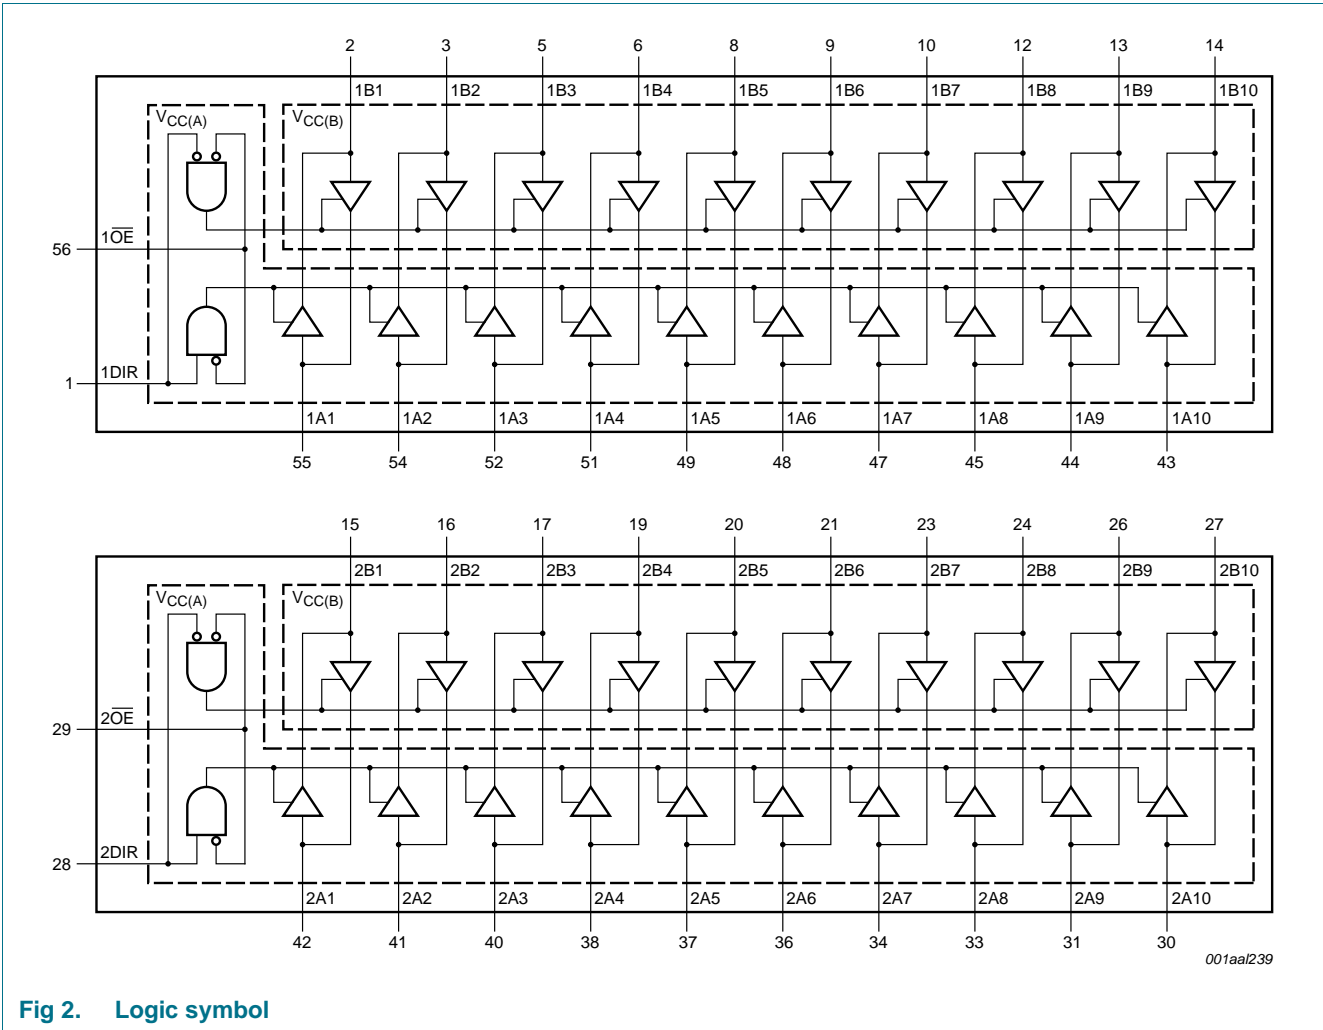 2 3 5 6 8 9 10 12 13 14
1B1 1B2 1B3 1B4 1B5 1B6 1B7 1B8 1B9 1B10
VCC(A) VCC(B)
56 1O̅E̅
1 1DIR
1A1 1A2 1A3 1A4 1A5 1A6 1A7 1A8 1A9 1A10
55 54 52 51 49 48 47 45 44 43
15 16 17 19 20 21 23 24 26 27
2B1 2B2 2B3 2B4 2B5 2B6 2B7 2B8 2B9 2B10
VCC(A) VCC(B)
29 2O̅E̅
28 2DIR
2A1 2A2 2A3 2A4 2A5 2A6 2A7 2A8 2A9 2A10
42 41 40 38 37 36 34 33 31 30
001aal239
Fig 2. Logic symbol